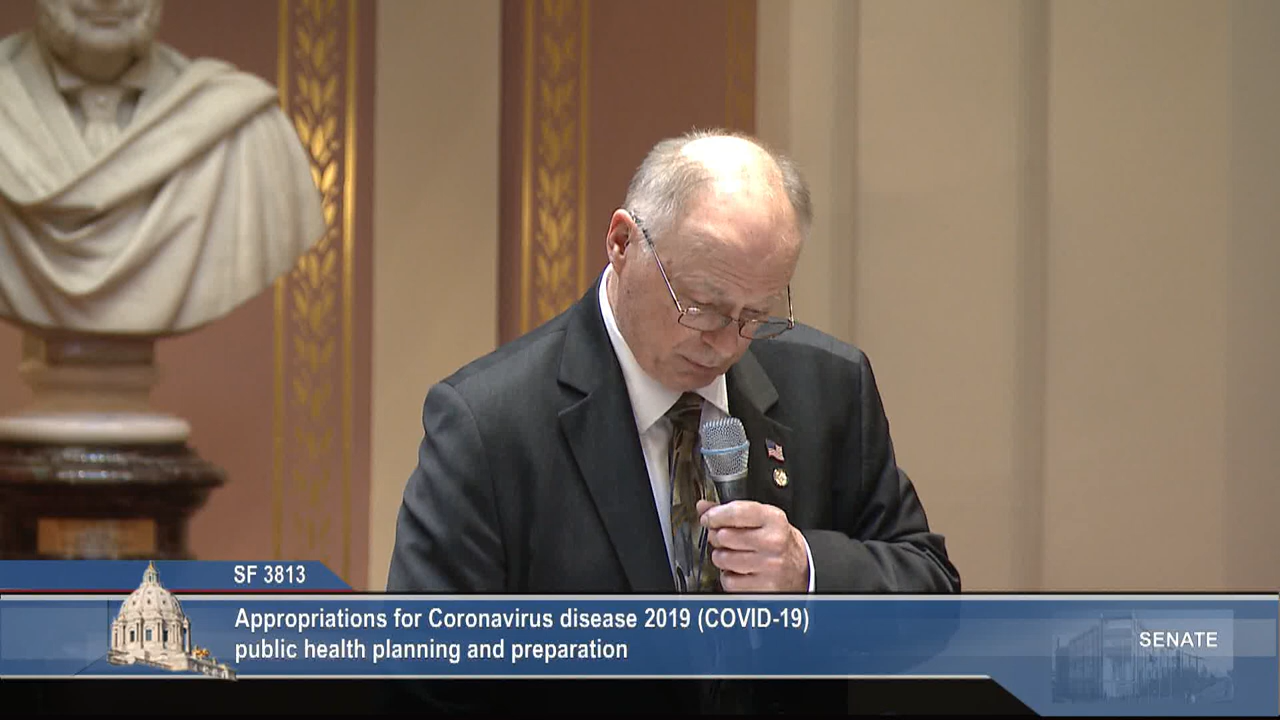 SF 3813
Appropriations for Coronavirus disease 2019 (COVID-19)
public health planning and preparation
SENATE